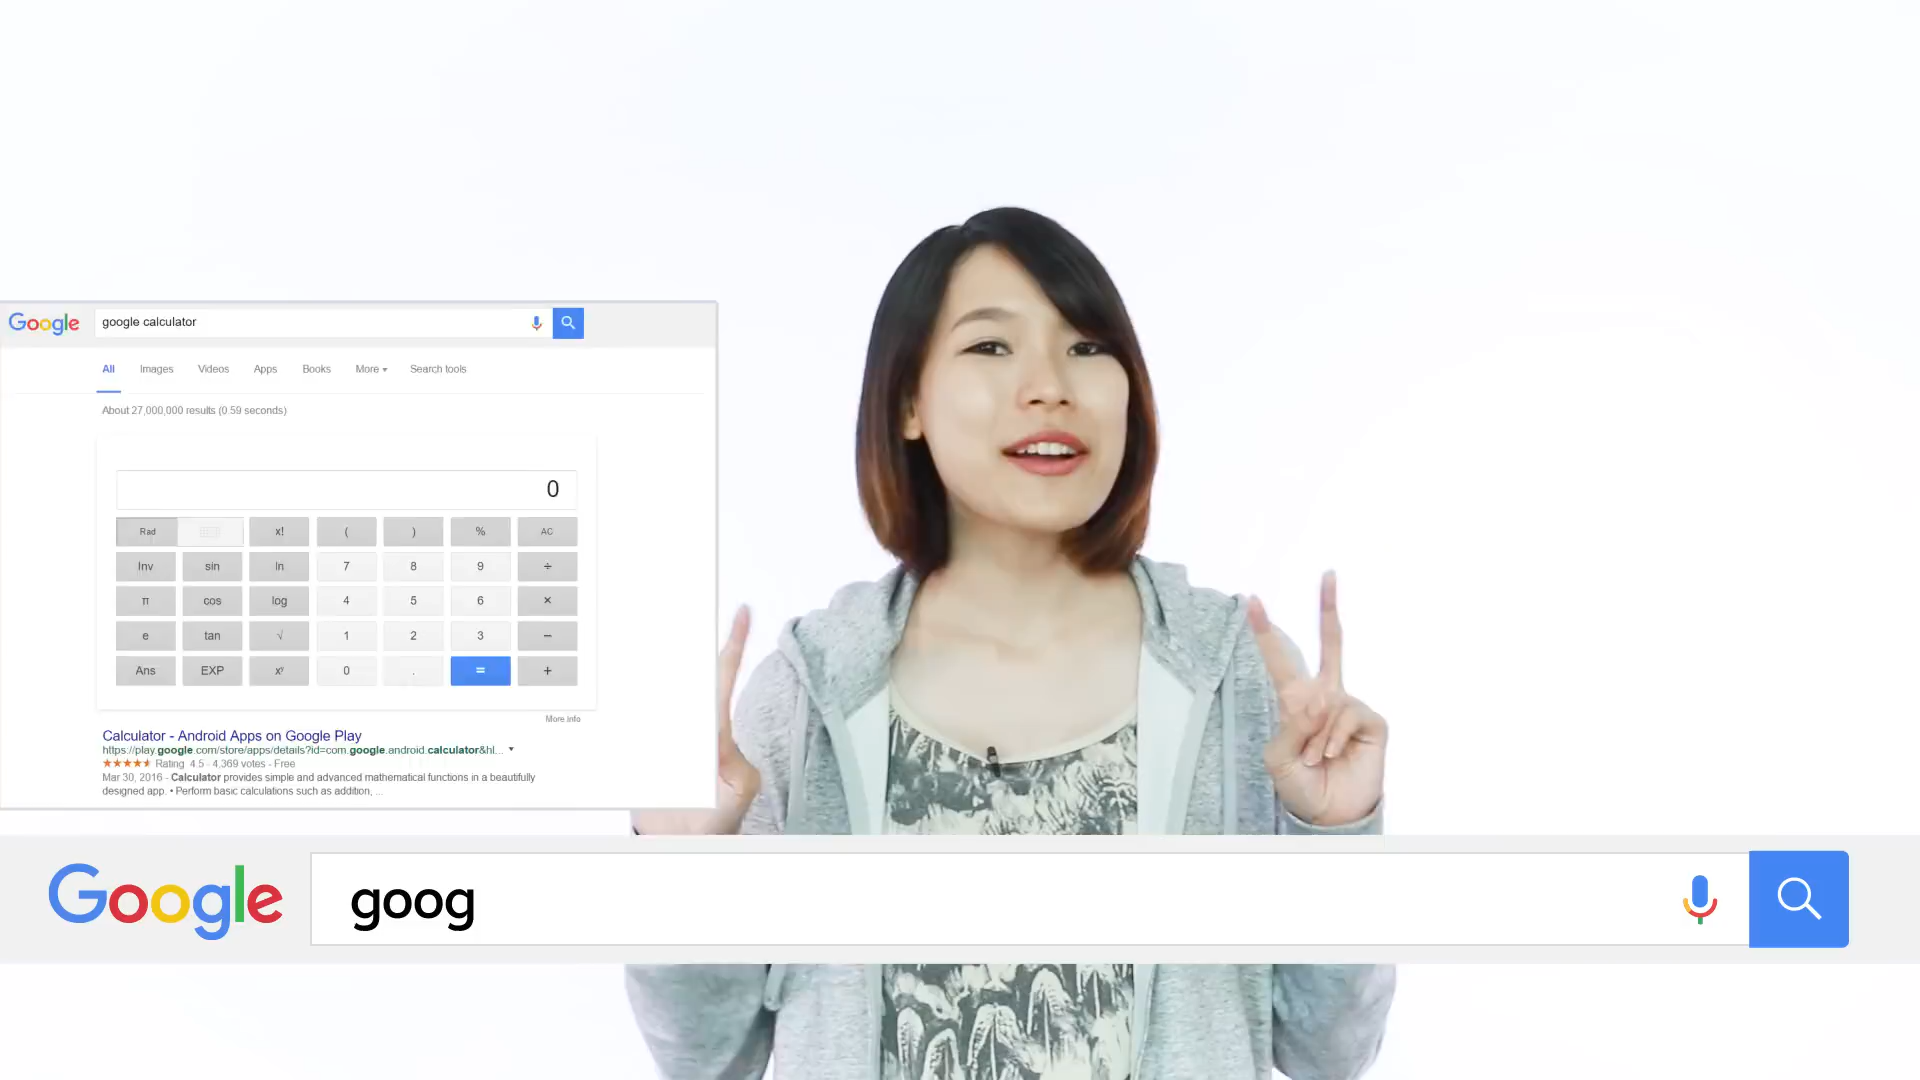 Google google calculator
All Images Videos Apps Books More Search tools
About 27,000,000 results (0.59 seconds)
0
Rad x! ( ) % AC
Inv sin ln 7 8 9 ÷
π cos log 4 5 6 ×
e tan √ 1 2 3 −
Ans EXP xʸ 0 . = +
More info
Calculator - Android Apps on Google Play
https://play.google.com/store/apps/details?id=com.google.android.calculator&hl...
★★★★★ Rating 4.5 - 4,369 votes - Free
Mar 30, 2016 - Calculator provides simple and advanced mathematical functions in a beautifully
designed app. • Perform basic calculations such as addition, ...
Google goog